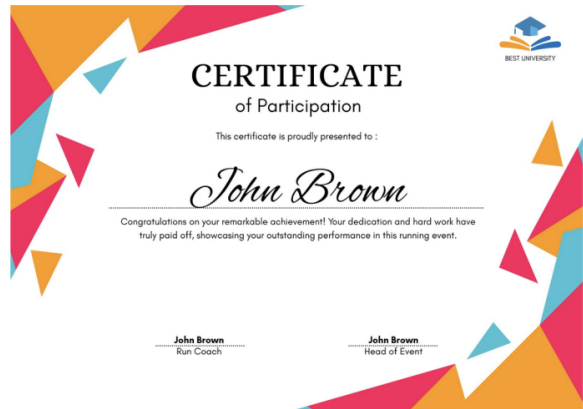 BEST UNIVERSITY
CERTIFICATE
of Participation
This certificate is proudly presented to :
John Brown
Congratulations on your remarkable achievement! Your dedication and hard work have
truly paid off, showcasing your outstanding performance in this running event.
John Brown
Run Coach
John Brown
Head of Event